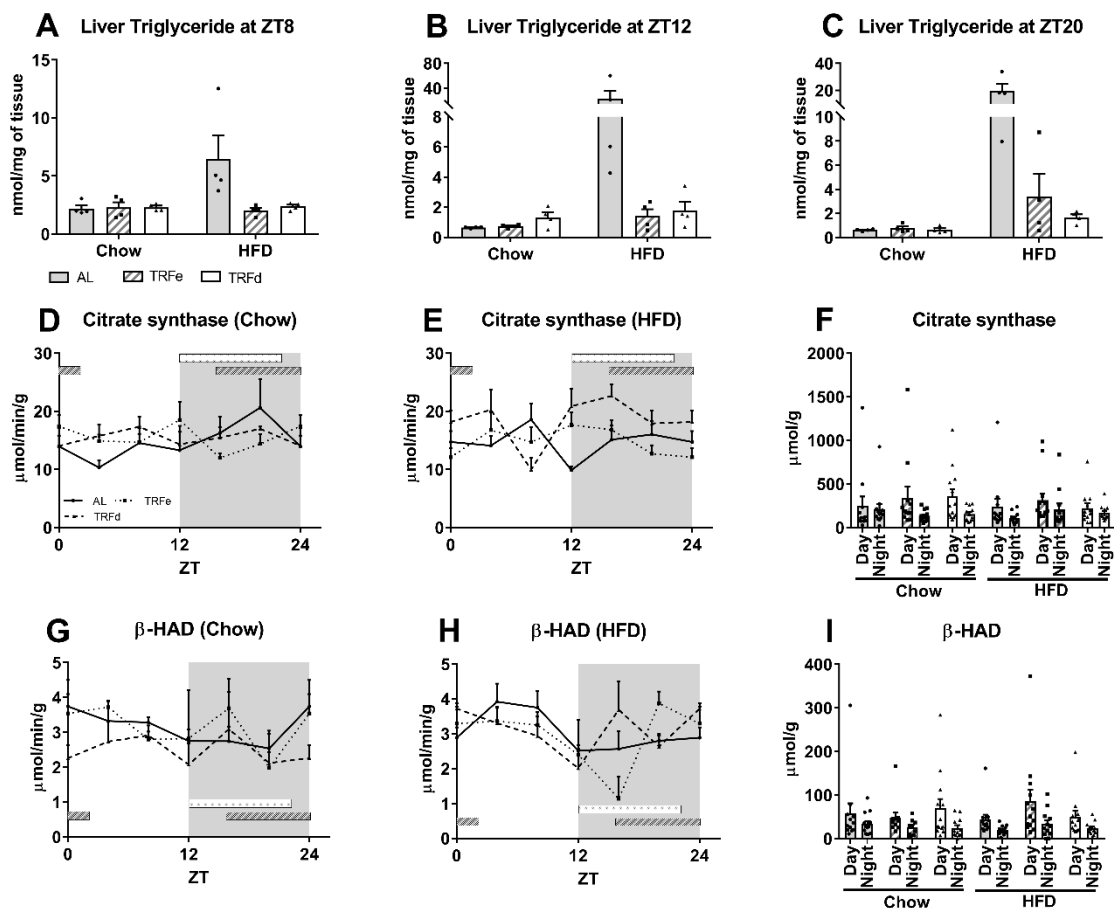 A Liver Triglyceride at ZT8
nmol/mg of tissue
15
10
5
0
Chow HFD
AL TRFe TRFd
B Liver Triglyceride at ZT12
nmol/mg of tissue
80
40
8
6
4
2
0
Chow HFD
C Liver Triglyceride at ZT20
nmol/mg of tissue
40
20
10
8
6
4
2
0
Chow HFD
D Citrate synthase (Chow)
μmol/min/g
30
20
10
0
AL TRFe
TRFd
0 12 24
ZT
E Citrate synthase (HFD)
μmol/min/g
30
20
10
0
0 12 24
ZT
F Citrate synthase
μmol/g
2000
1500
1000
500
0
Day Night Day Night Day Night Day Night Day Night Day Night
Chow HFD
G β-HAD (Chow)
μmol/min/g
5
4
3
2
1
0
0 12 24
ZT
H β-HAD (HFD)
μmol/min/g
5
4
3
2
1
0
0 12 24
ZT
I β-HAD
μmol/g
400
300
200
100
0
Day Night Day Night Day Night Day Night Day Night Day Night
Chow HFD